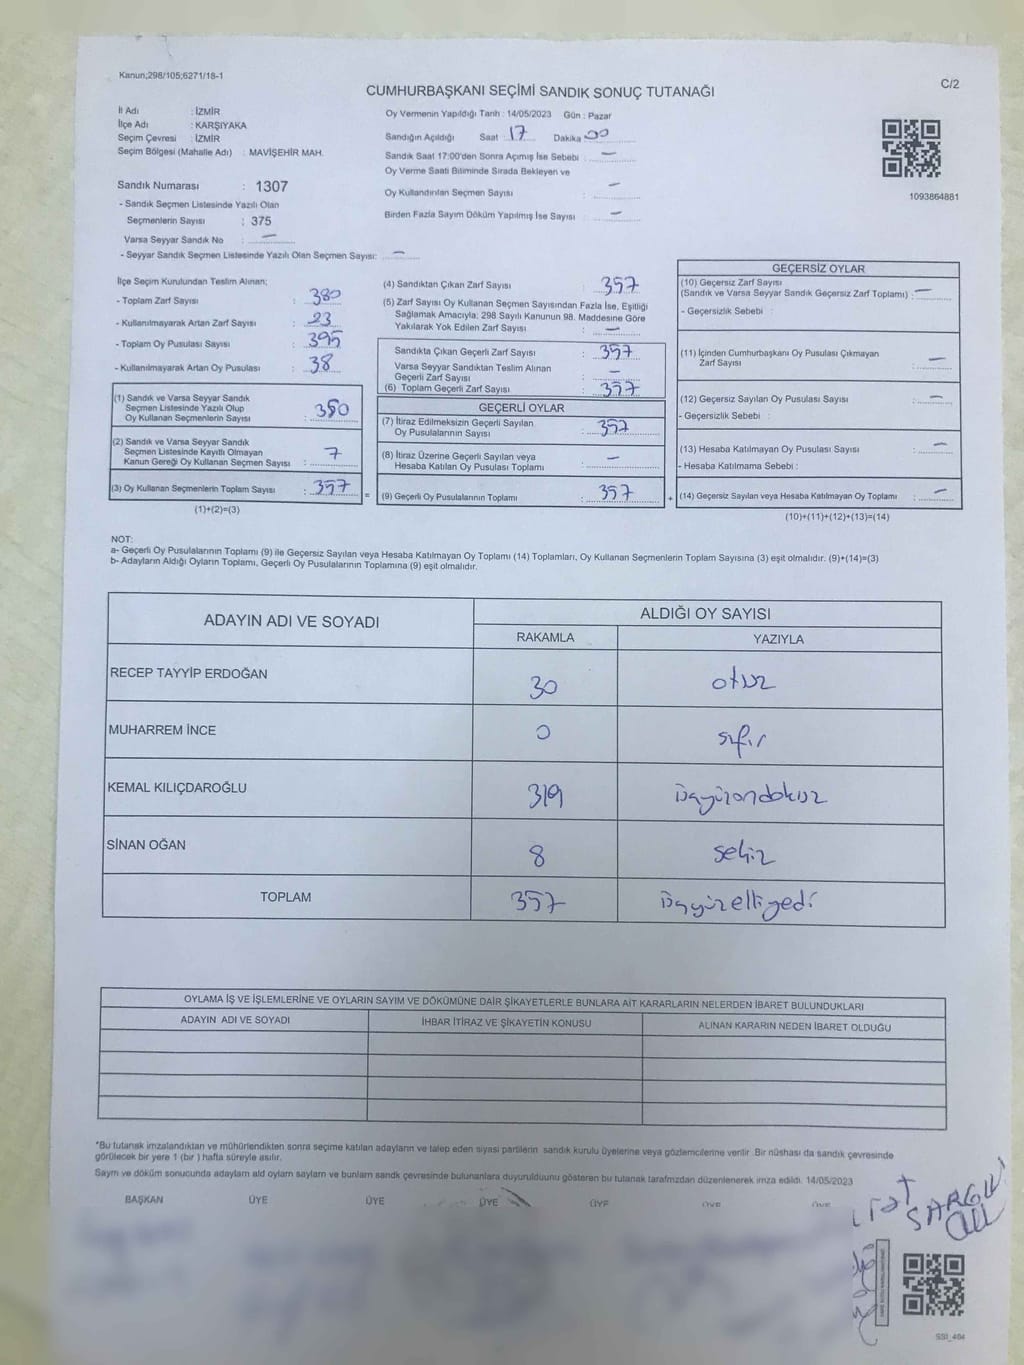 Kanun;298/105;6271/18-1
C/2
CUMHURBAŞKANI SEÇİMİ SANDIK SONUÇ TUTANAĞI
İl Adı : İZMİR
İlçe Adı : KARŞIYAKA
Seçim Çevresi : İZMİR
Seçim Bölgesi (Mahalle Adı) : MAVİŞEHİR MAH.
Sandık Numarası : 1307
- Sandık Seçmen Listesinde Yazılı Olan
Seçmenlerin Sayısı : 375
Varsa Seyyar Sandık No : —
- Seyyar Sandık Seçmen Listesinde Yazılı Olan Seçmen Sayısı: —
Oy Vermenin Yapıldığı Tarih : 14/05/2023 Gün : Pazar
Sandığın Açıldığı Saat 17 Dakika 00
Sandık Saat 17:00'den Sonra Açımış İse Sebebi : —
Oy Verme Saati Bitiminde Sırada Bekleyen ve
Oy Kullandırılan Seçmen Sayısı : —
Birden Fazla Sayım Döküm Yapılmış İse Sayısı : —
1093864881
İlçe Seçim Kurulundan Teslim Alınan;
- Toplam Zarf Sayısı : 380
- Kullanılmayarak Artan Zarf Sayısı : 23
- Toplam Oy Pusulası Sayısı : 395
- Kullanılmayarak Artan Oy Pusulası : 38
(1) Sandık ve Varsa Seyyar Sandık
Seçmen Listesinde Yazılı Olup
Oy Kullanan Seçmenlerin Sayısı : 350
(2) Sandık ve Varsa Seyyar Sandık
Seçmen Listesinde Kayıtlı Olmayan
Kanun Gereği Oy Kullanan Seçmen Sayısı : 7
(3) Oy Kullanan Seçmenlerin Toplam Sayısı : 357
(1)+(2)=(3)
=
(4) Sandıktan Çıkan Zarf Sayısı : 357
(5) Zarf Sayısı Oy Kullanan Seçmen Sayısından Fazla İse, Eşitliği
Sağlamak Amacıyla; 298 Sayılı Kanunun 98. Maddesine Göre
Yakılarak Yok Edilen Zarf Sayısı : —
Sandıkta Çıkan Geçerli Zarf Sayısı : 357
Varsa Seyyar Sandıktan Teslim Alınan
Geçerli Zarf Sayısı : —
(6) Toplam Geçerli Zarf Sayısı : 357
GEÇERLİ OYLAR
(7) İtiraz Edilmeksizin Geçerli Sayılan
Oy Pusulalarının Sayısı : 357
(8) İtiraz Üzerine Geçerli Sayılan veya
Hesaba Katılan Oy Pusulası Toplamı : —
(9) Geçerli Oy Pusulalarının Toplamı : 357
+
GEÇERSİZ OYLAR
(10) Geçersiz Zarf Sayısı
(Sandık ve Varsa Seyyar Sandık Geçersiz Zarf Toplamı) : —
- Geçersizlik Sebebi :
(11) İçinden Cumhurbaşkanı Oy Pusulası Çıkmayan
Zarf Sayısı : —
(12) Geçersiz Sayılan Oy Pusulası Sayısı : —
- Geçersizlik Sebebi :
(13) Hesaba Katılmayan Oy Pusulası Sayısı —
- Hesaba Katılmama Sebebi :
(14) Geçersiz Sayılan veya Hesaba Katılmayan Oy Toplamı : —
(10)+(11)+(12)+(13)=(14)
NOT:
a- Geçerli Oy Pusulalarının Toplamı (9) ile Geçersiz Sayılan veya Hesaba Katılmayan Oy Toplamı (14) Toplamları, Oy Kullanan Seçmenlerin Toplam Sayısına (3) eşit olmalıdır. (9)+(14)=(3)
b- Adayların Aldığı Oyların Toplamı, Geçerli Oy Pusulalarının Toplamına (9) eşit olmalıdır.
ADAYIN ADI VE SOYADI ALDIĞI OY SAYISI
RAKAMLA YAZIYLA
RECEP TAYYİP ERDOĞAN 30 otuz
MUHARREM İNCE 0 sıfır
KEMAL KILIÇDAROĞLU 319 üçyüzondokuz
SİNAN OĞAN 8 sekiz
TOPLAM 357 üçyüzelliyedi
OYLAMA İŞ VE İŞLEMLERİNE VE OYLARIN SAYIM VE DÖKÜMÜNE DAİR ŞİKAYETLERLE BUNLARA AİT KARARLARIN NELERDEN İBARET BULUNDUKLARI
ADAYIN ADI VE SOYADI İHBAR İTİRAZ VE ŞİKAYETİN KONUSU ALINAN KARARIN NEDEN İBARET OLDUĞU
*Bu tutanak imzalandıktan ve mühürlendikten sonra seçime katılan adayların ve talep eden siyasi partilerin sandık kurulu üyelerine veya gözlemcilerine verilir .Bir nüshası da sandık çevresinde
görülecek bir yere 1 (bir ) hafta süreyle asılır.
Saym ve döküm sonucunda adaylarn ald oylarn saylarn ve bunlarn sandk çevresinde bulunanlara duyurulduunu gösteren bu tutanak tarafmzdan düzenlenerek imza edildi. 14/05/2023
BAŞKAN ÜYE ÜYE ÜYE ÜYE ÜYE ÜYE
SSI_464